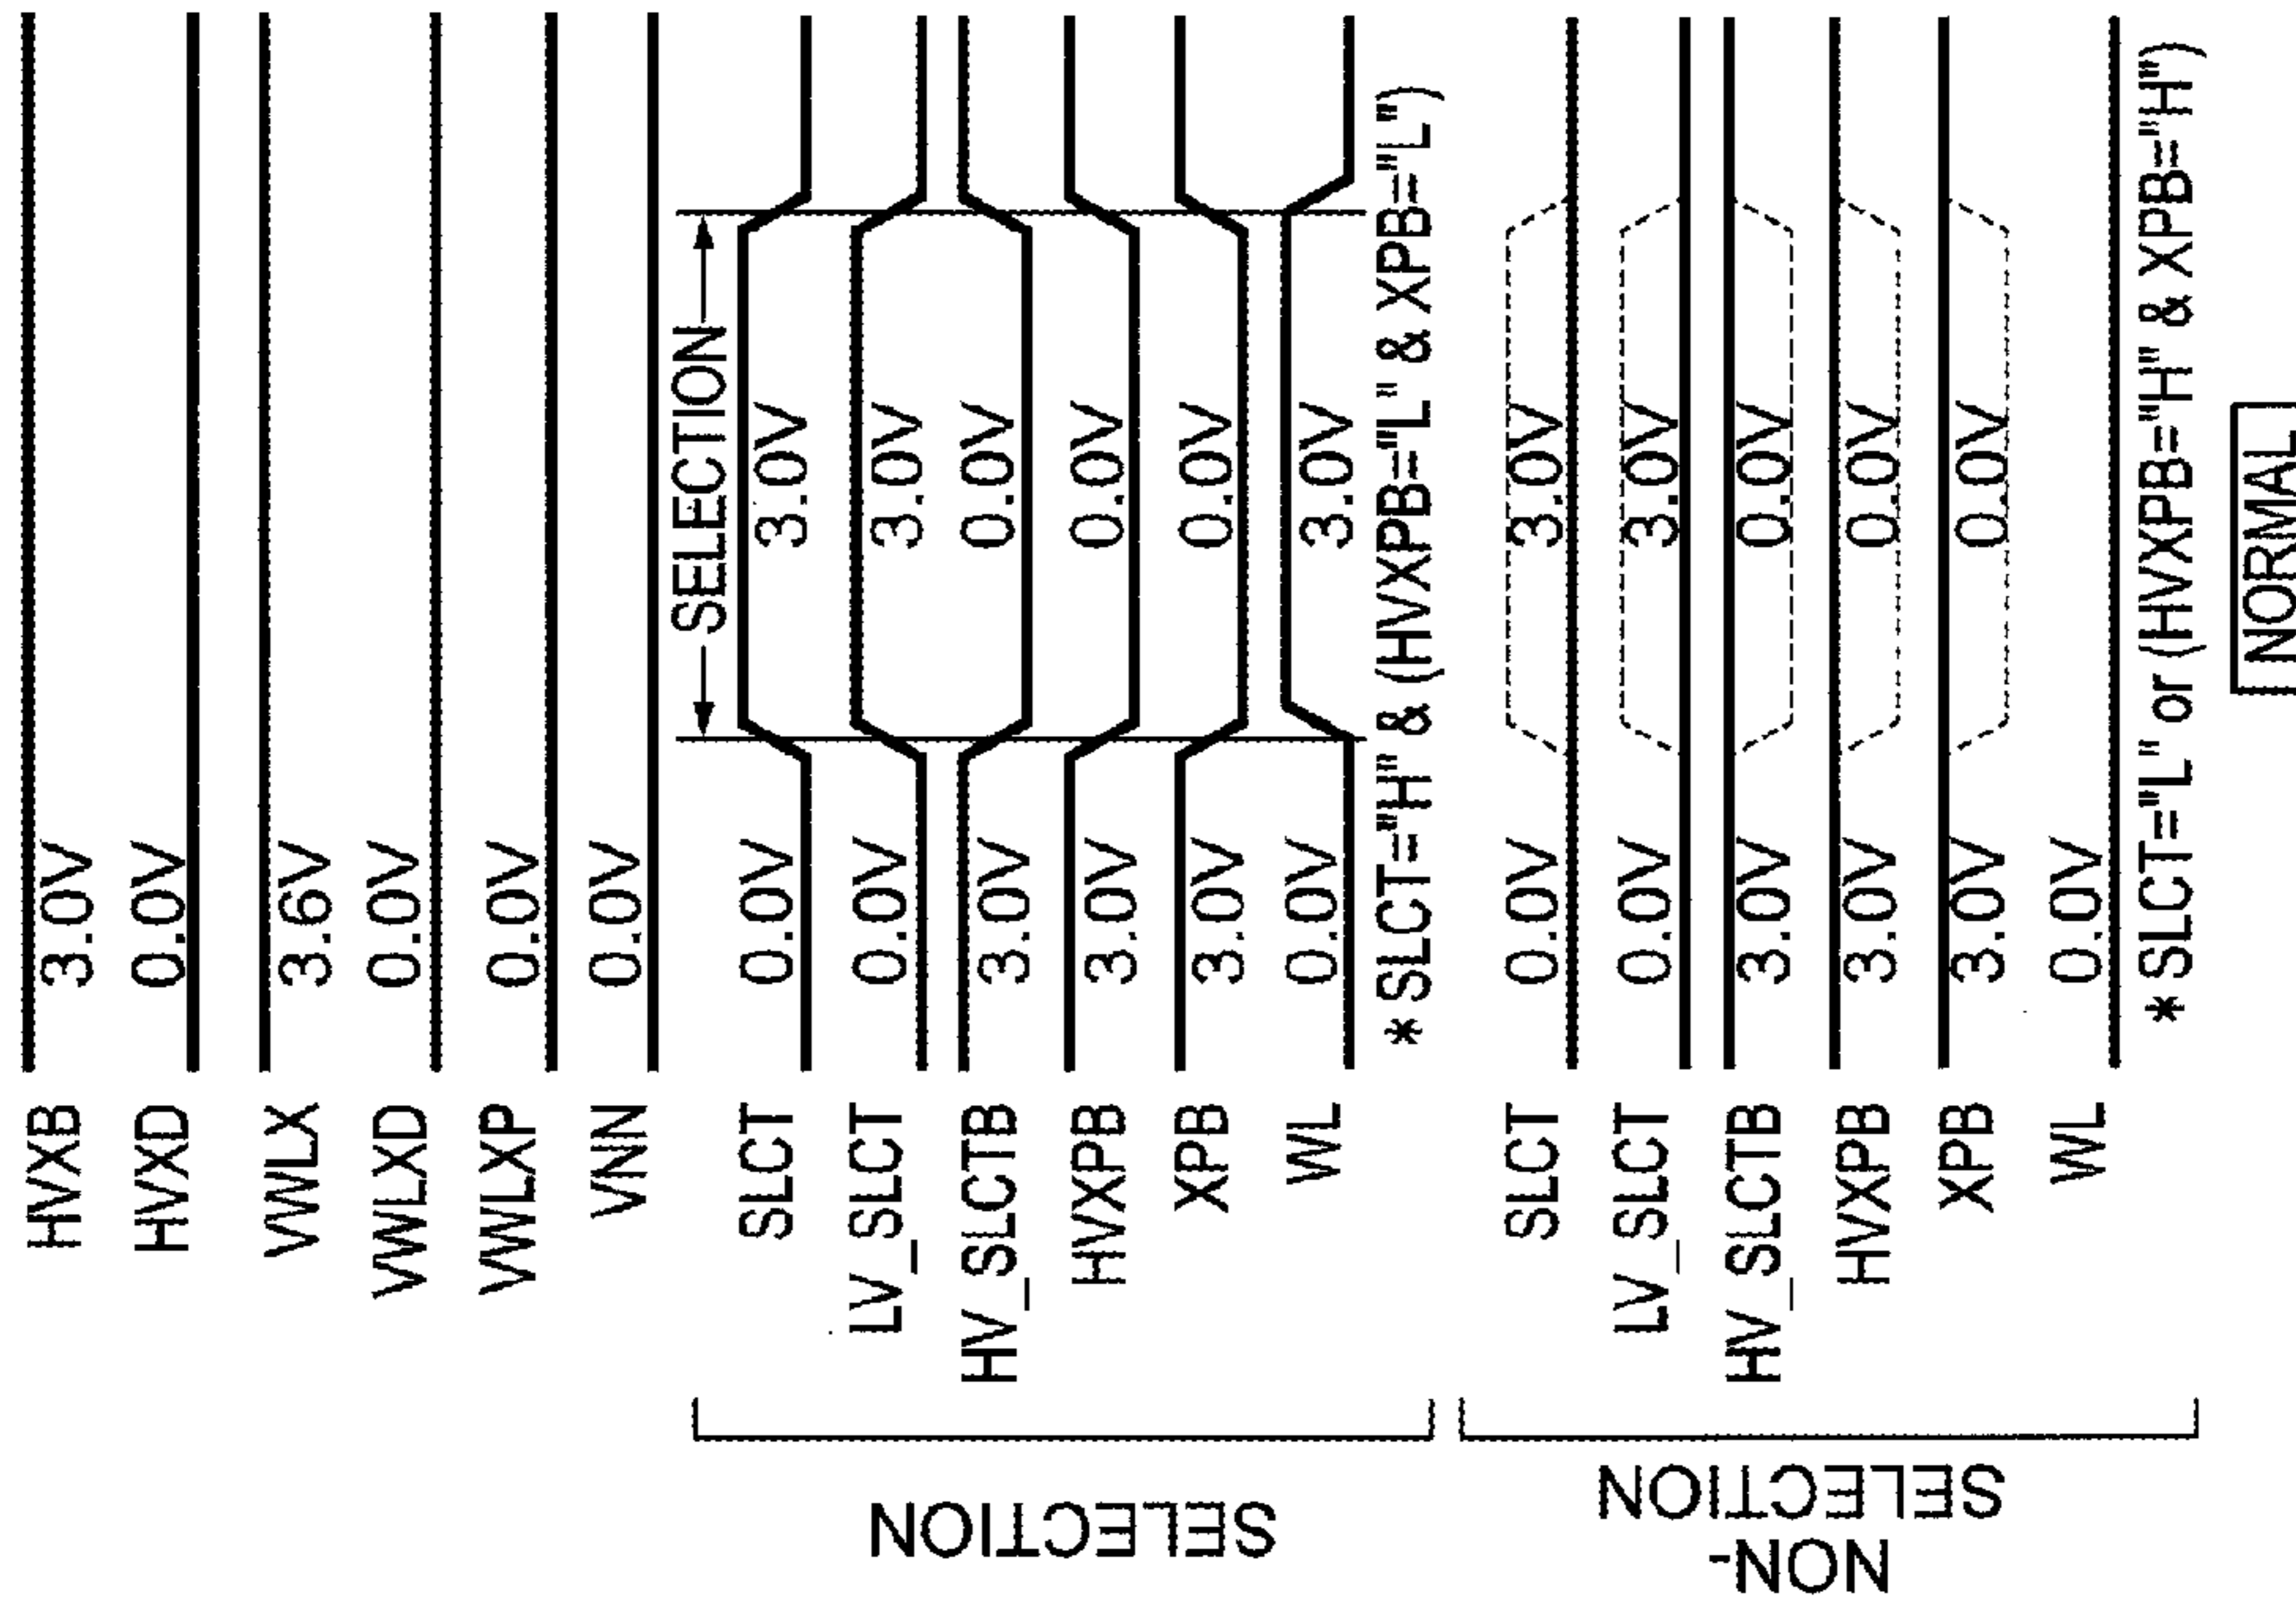 HVXB 3.0V
HVXD 0.0V
VWLX 3.6V
VWLXD 0.0V
VWLXP 0.0V
VNN 0.0V
SELECTION
SELECTION
SLCT 0.0V 3.0V
LV_SLCT 0.0V 3.0V
HV_SLCTB 3.0V 0.0V
HVXPB 3.0V 0.0V
XPB 3.0V 0.0V
WL 0.0V 3.0V
*SLCT="H" & (HVXPB="L" & XPB="L")
NON-
SELECTION
SLCT 0.0V 3.0V
LV_SLCT 0.0V 3.0V
HV_SLCTB 3.0V 0.0V
HVXPB 3.0V 0.0V
XPB 3.0V 0.0V
WL 0.0V
*SLCT="L" or (HVXPB="H" & XPB="H")
NORMAL